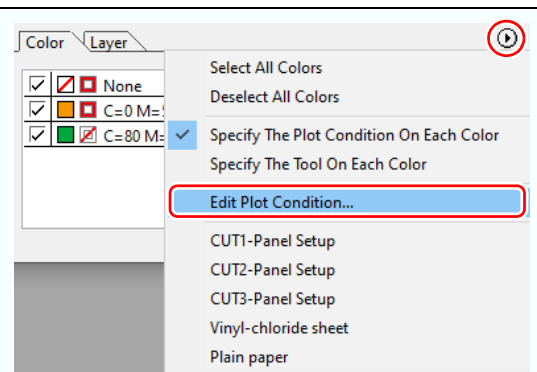 Color Layer
Select All Colors
None
Deselect All Colors
C=0 M=
C=80 M=
Specify The Plot Condition On Each Color
Specify The Tool On Each Color
Edit Plot Condition...
CUT1-Panel Setup
CUT2-Panel Setup
CUT3-Panel Setup
Vinyl-chloride sheet
Plain paper